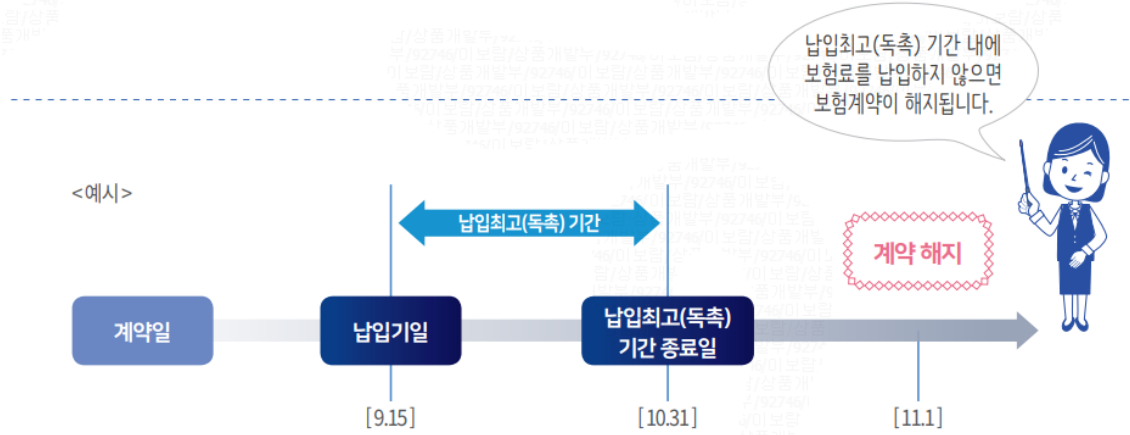 납입최고(독촉) 기간 내에
보험료를 납입하지 않으면
보험계약이 해지됩니다.
<예시>
납입최고(독촉) 기간
계약 해지
계약일
납입기일
납입최고(독촉)
기간 종료일
[9.15]
[10.31]
[11.1]